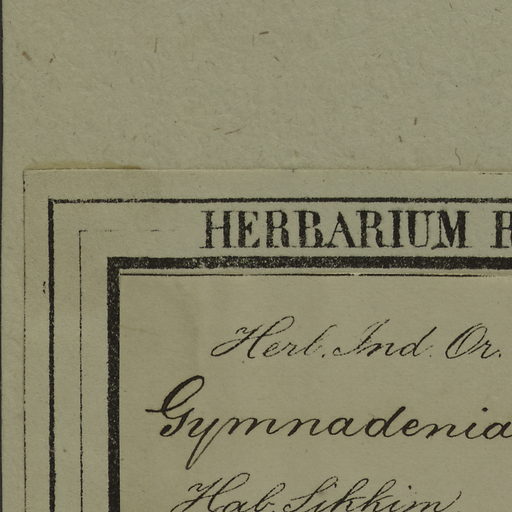 HERBARIUM
Herb. Ind. Or.
Gymnadenia
Hab. Sikkim